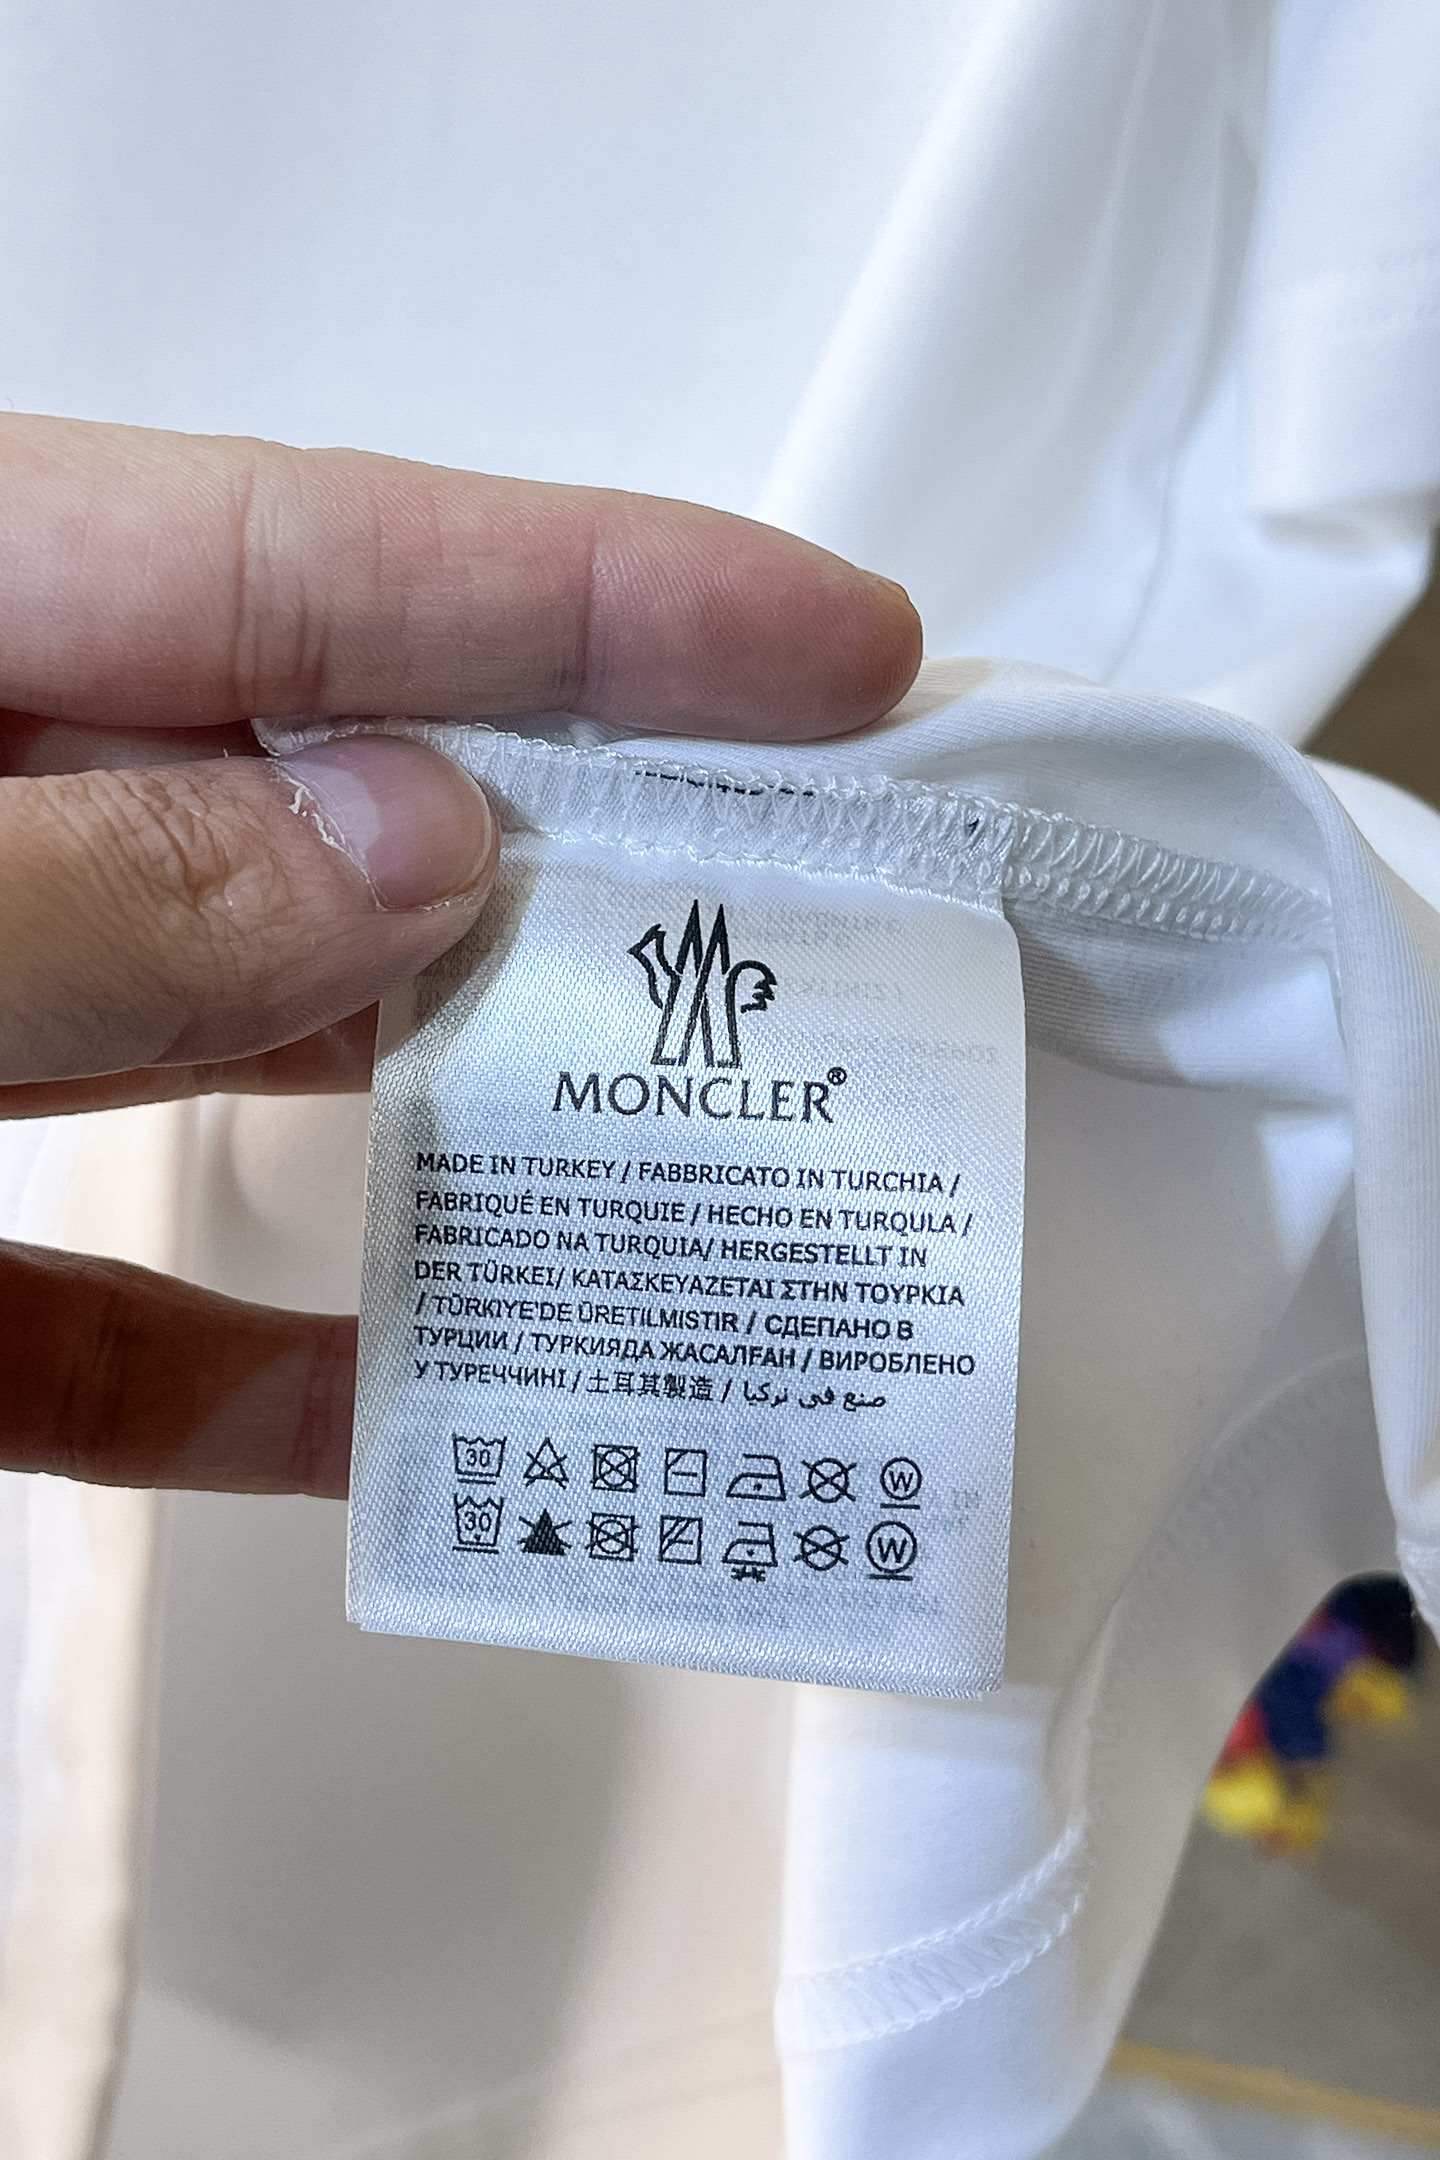 MONCLER®
MADE IN TURKEY / FABBRICATO IN TURCHIA /
FABRIQUÉ EN TURQUIE / HECHO EN TURQULA /
FABRICADO NA TURQUIA/ HERGESTELLT IN
DER TÜRKEI/ ΚΑΤΑΣΚΕΥΑΖΕΤΑΙ ΣΤΗΝ ΤΟΥΡΚΙΑ
/ TÜRKIYE'DE ÜRETILMISTIR / СДЕПАНО В
ТУРЦИИ / ТУРКИЯДА ЖАСАЛҒАН / ВИРОБЛЕНО
У ТУРЕЧЧИНІ / 土耳其製造 / صنع في تركيا
30 W
30 W